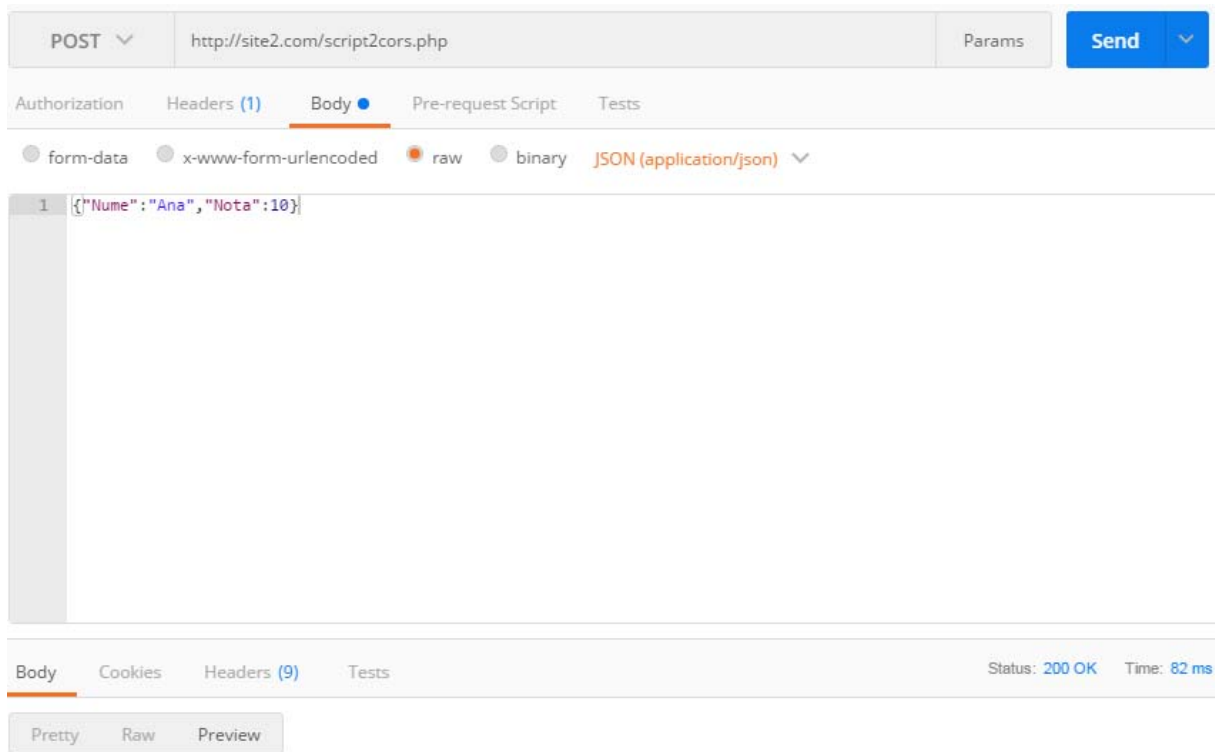 POST http://site2.com/script2cors.php Params Send
Authorization Headers (1) Body Pre-request Script Tests
form-data x-www-form-urlencoded raw binary JSON (application/json)
1 {"Nume":"Ana","Nota":10}
Body Cookies Headers (9) Tests Status: 200 OK Time: 82 ms
Pretty Raw Preview